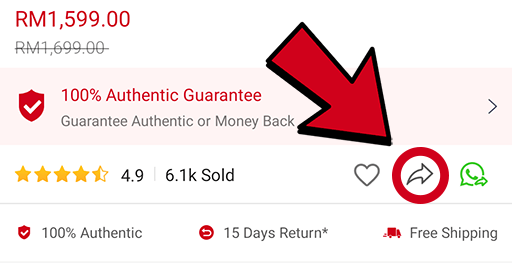 RM1,599.00
RM1,699.00
100% Authentic Guarantee
Guarantee Authentic or Money Back
4.9 | 6.1k Sold
100% Authentic 15 Days Return* Free Shipping